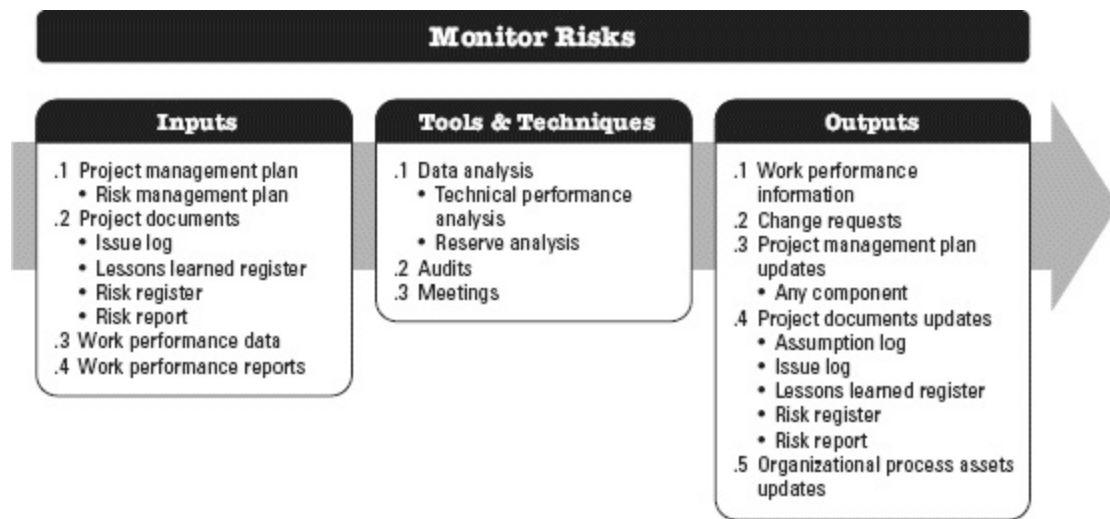 Monitor Risks
Inputs
.1 Project management plan
• Risk management plan
.2 Project documents
• Issue log
• Lessons learned register
• Risk register
• Risk report
.3 Work performance data
.4 Work performance reports
Tools & Techniques
.1 Data analysis
• Technical performance
analysis
• Reserve analysis
.2 Audits
.3 Meetings
Outputs
.1 Work performance
information
.2 Change requests
.3 Project management plan
updates
• Any component
.4 Project documents updates
• Assumption log
• Issue log
• Lessons learned register
• Risk register
• Risk report
.5 Organizational process assets
updates